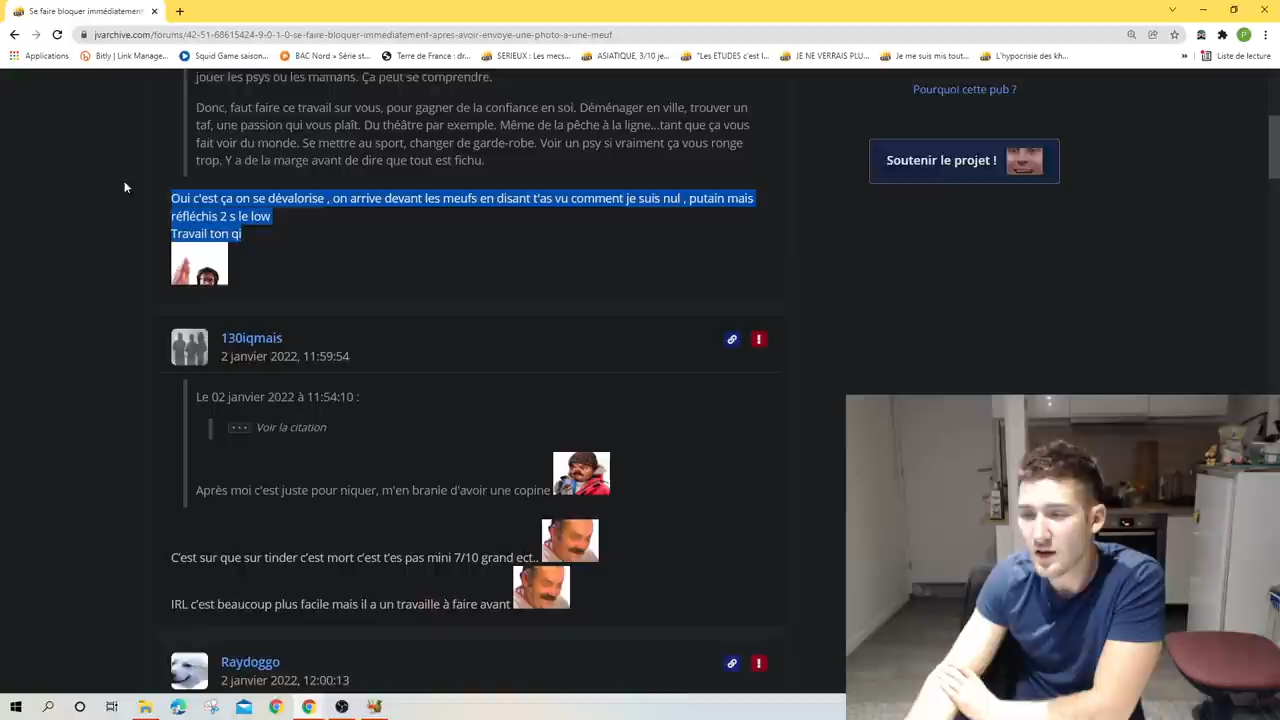 Se faire bloquer immédiatement
jvarchive.com/forums/42-51-68615424-9-0-1-0-se-faire-bloquer-immediatement-apres-avoir-envoye-une-photo-a-une-meuf
Applications
Bitly | Link Manage...
Squid Game saison...
BAC Nord » Série st...
Terre de France : dr...
SERIEUX : Les mecs...
ASIATIQUE, 3/10 je...
"Les ETUDES c'est l...
JE NE VERRAIS PLU...
Je me suis mis tout...
L'hypocrisie des kh...
»
Liste de lecture
jouer les psys ou les mamans. Ça peut se comprendre.
Donc, faut faire ce travail sur vous, pour gagner de la confiance en soi. Déménager en ville, trouver un
taf, une passion qui vous plaît. Du théâtre par exemple. Même de la pêche à la ligne...tant que ça vous
fait voir du monde. Se mettre au sport, changer de garde-robe. Voir un psy si vraiment ça vous ronge
trop. Y a de la marge avant de dire que tout est fichu.
Pourquoi cette pub ?
Soutenir le projet !
Oui c'est ça on se dévalorise , on arrive devant les meufs en disant t'as vu comment je suis nul , putain mais
réfléchis 2 s le low
Travail ton qi
130iqmais
2 janvier 2022, 11:59:54
Le 02 janvier 2022 à 11:54:10 :
Voir la citation
Après moi c'est juste pour niquer, m'en branle d'avoir une copine
C'est sur que sur tinder c'est mort c'est t'es pas mini 7/10 grand ect..
IRL c'est beaucoup plus facile mais il a un travaille à faire avant
Raydoggo
2 janvier 2022, 12:00:13